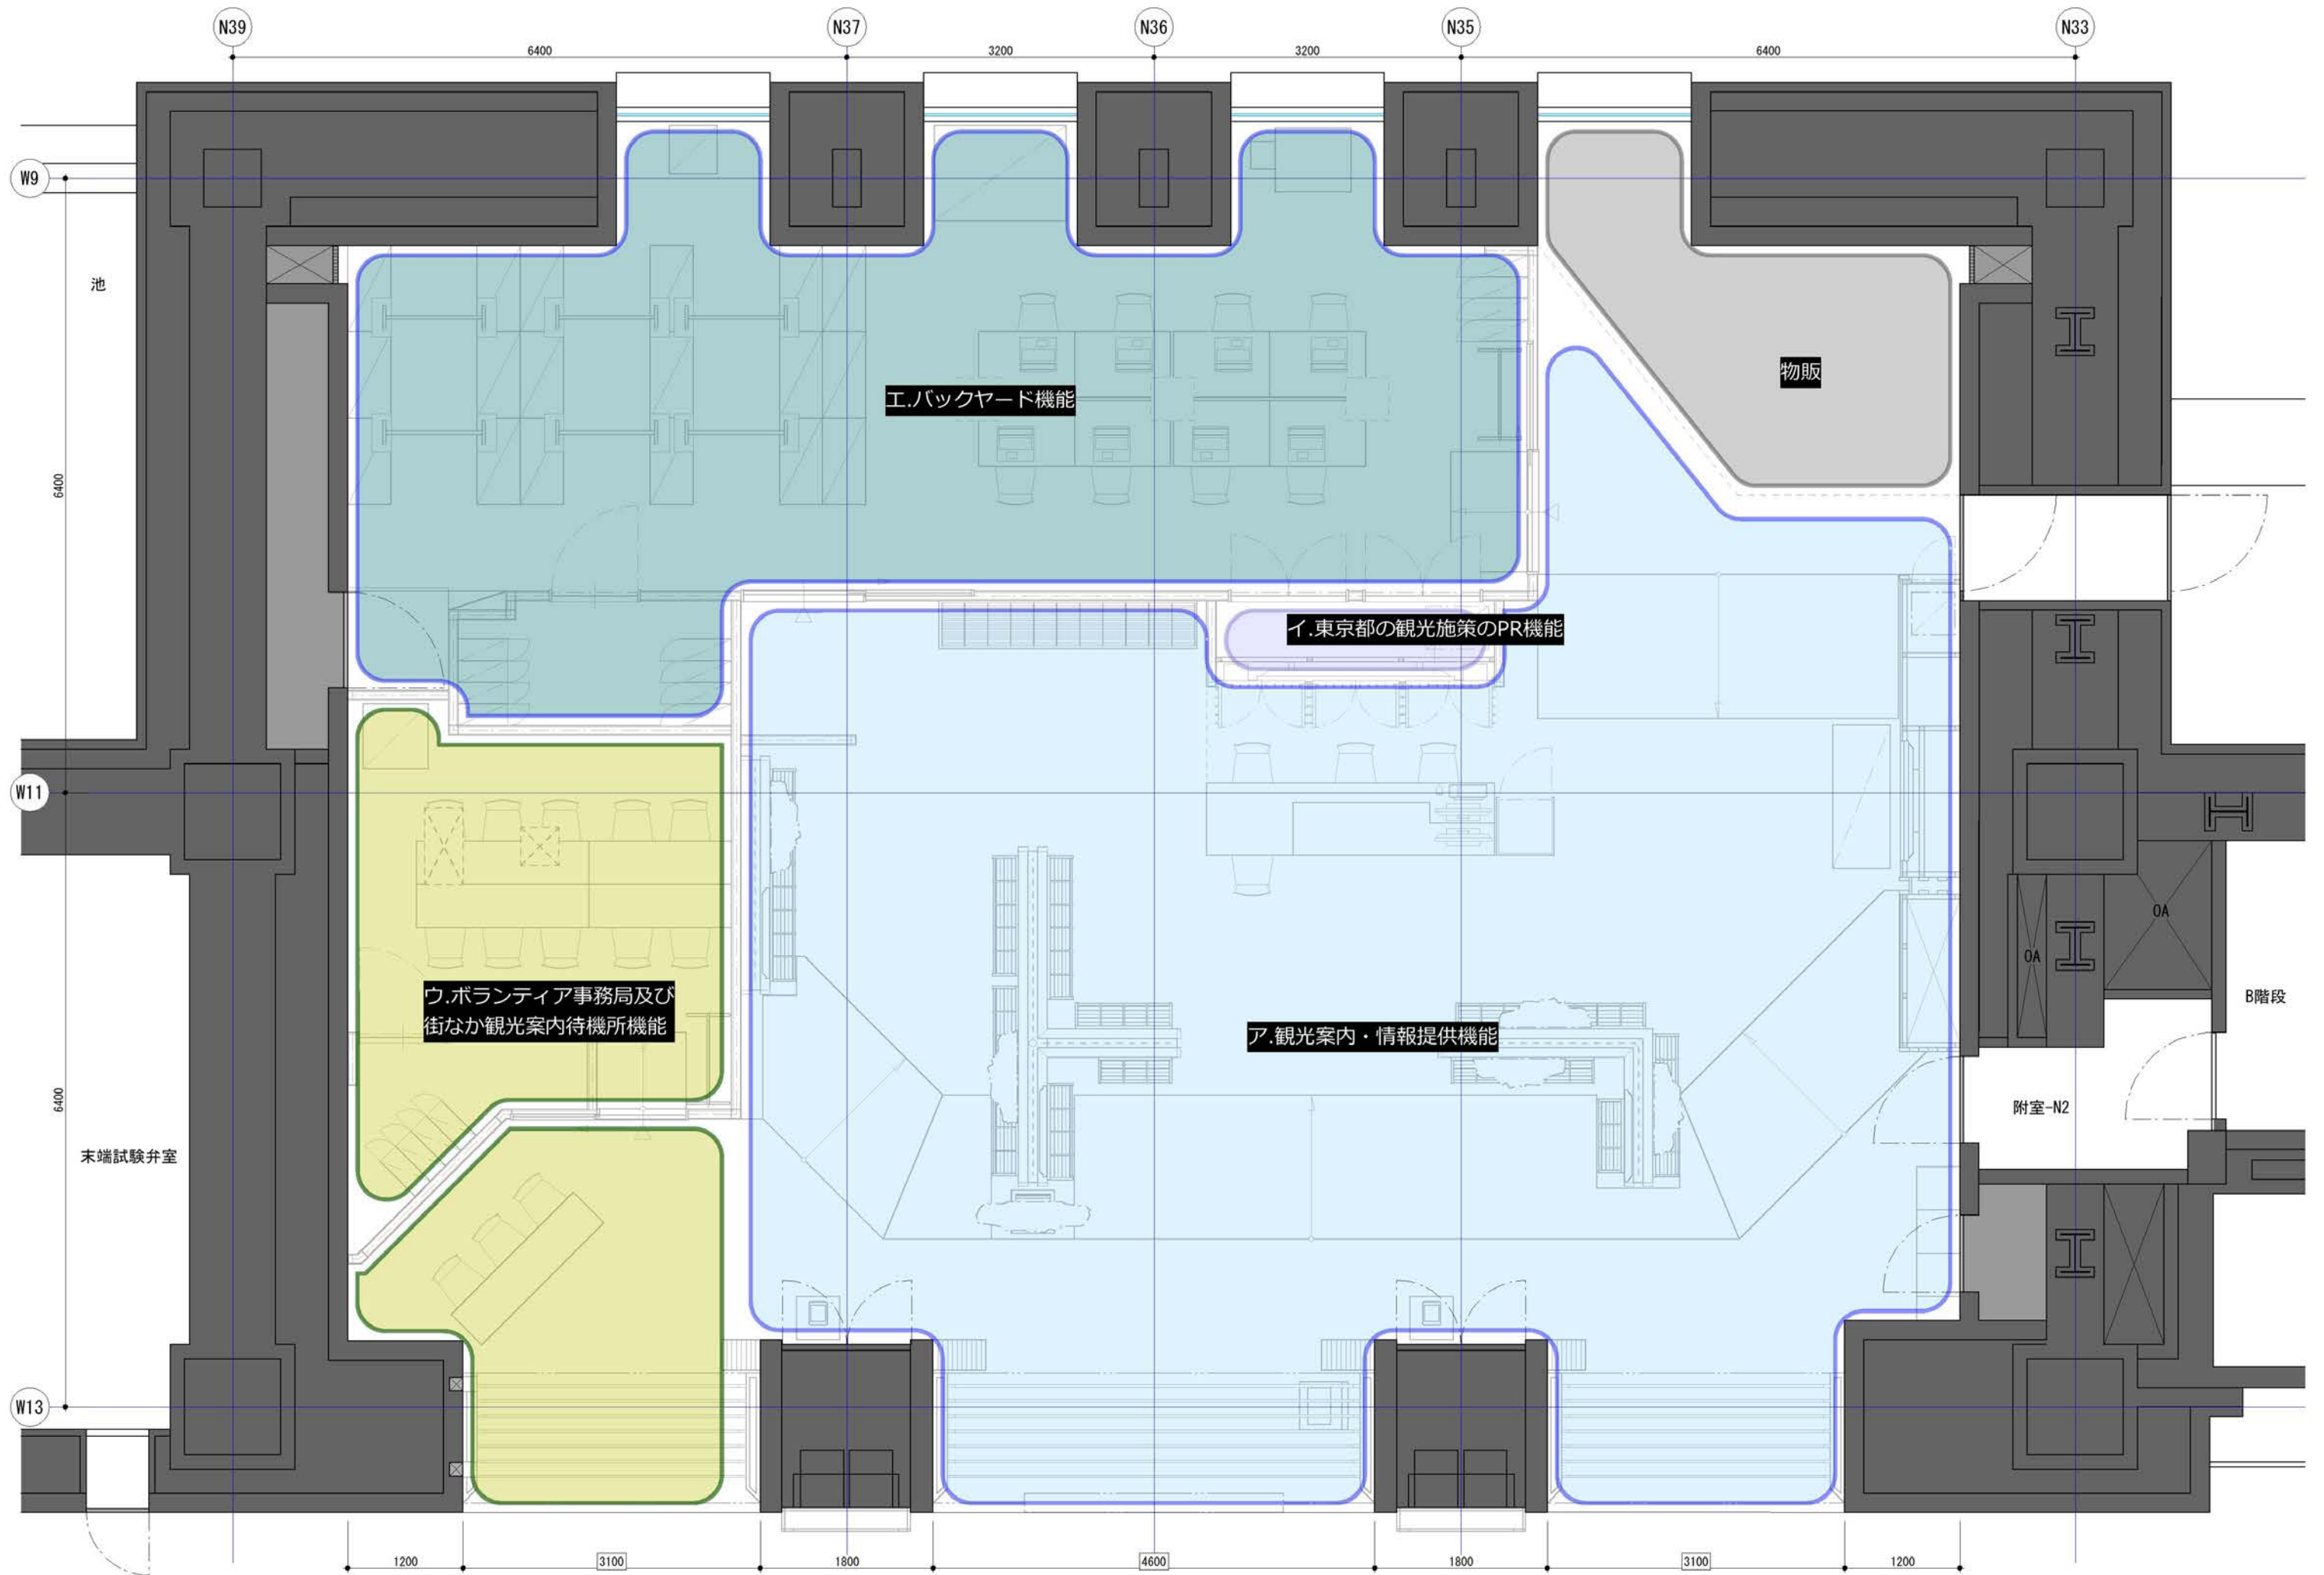 N39
N37
N36
N35
N33
6400
3200
3200
6400
W9
池
物販
エ.バックヤード機能
6400
イ.東京都の観光施策のPR機能
W11
OA
OA
ウ.ボランティア事務局及び
街なか観光案内待機所機能
B階段
ア.観光案内・情報提供機能
6400
附室-N2
末端試験弁室
W13
1200
3100
1800
4600
1800
3100
1200